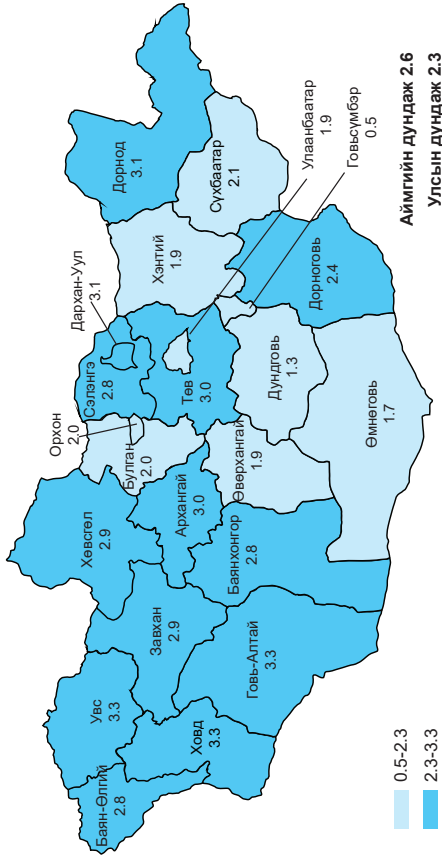 Дорнод
3.1
Сүхбаатар
2.1
Улаанбаатар
1.9
Говьсүмбэр
0.5
Аймгийн дундаж 2.6
Улсын дундаж 2.3
Хэнтий
1.9
Дорноговь
2.4
Дархан-Уул
3.1
Сэлэнгэ
2.8
Төв
3.0
Дундговь
1.3
Өмнөговь
1.7
Орхон
2.0
Булган
2.0
Өвөрхангай
1.9
Хөвсгөл
2.9
Архангай
3.0
Баянхонгор
2.8
Завхан
2.9
Говь-Алтай
3.3
Увс
3.3
Ховд
3.3
Баян-Өлгий
2.8
0.5-2.3
2.3-3.3